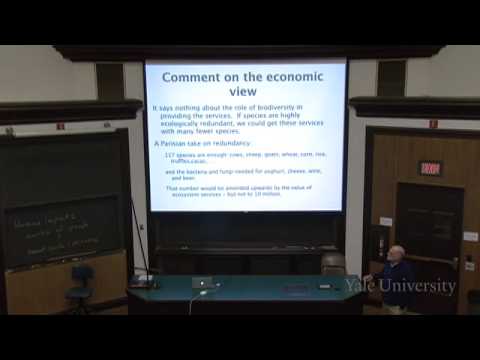 Comment on the economic
view
It says nothing about the role of biodiversity in
providing the services. If species are highly
ecologically redundant, we could get these services
with many fewer species.
A Parisian take on redundancy
117 species are enough: cows, sheep, goats, wheat, corn, rice,
truffles, cacao,
and the bacteria and fungi needed for yoghurt, cheese, wine,
and beer.
That number would be amended upwards by the value of
ecosystem services – but not to 10 million.
Human impacts
Yale University